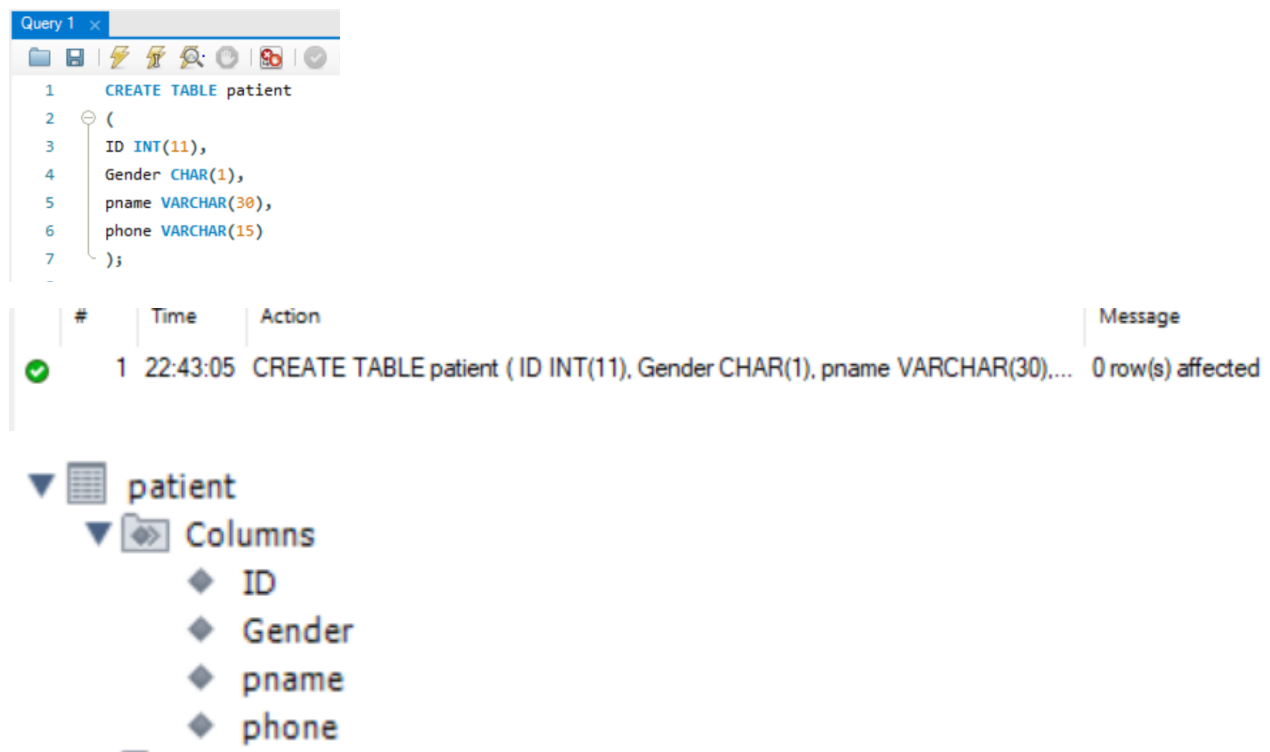 Query 1
1 CREATE TABLE patient
2 (
3 ID INT(11),
4 Gender CHAR(1),
5 pname VARCHAR(30),
6 phone VARCHAR(15)
7 );
# Time Action Message
1 22:43:05 CREATE TABLE patient ( ID INT(11), Gender CHAR(1), pname VARCHAR(30),... 0 row(s) affected
patient
Columns
ID
Gender
pname
phone